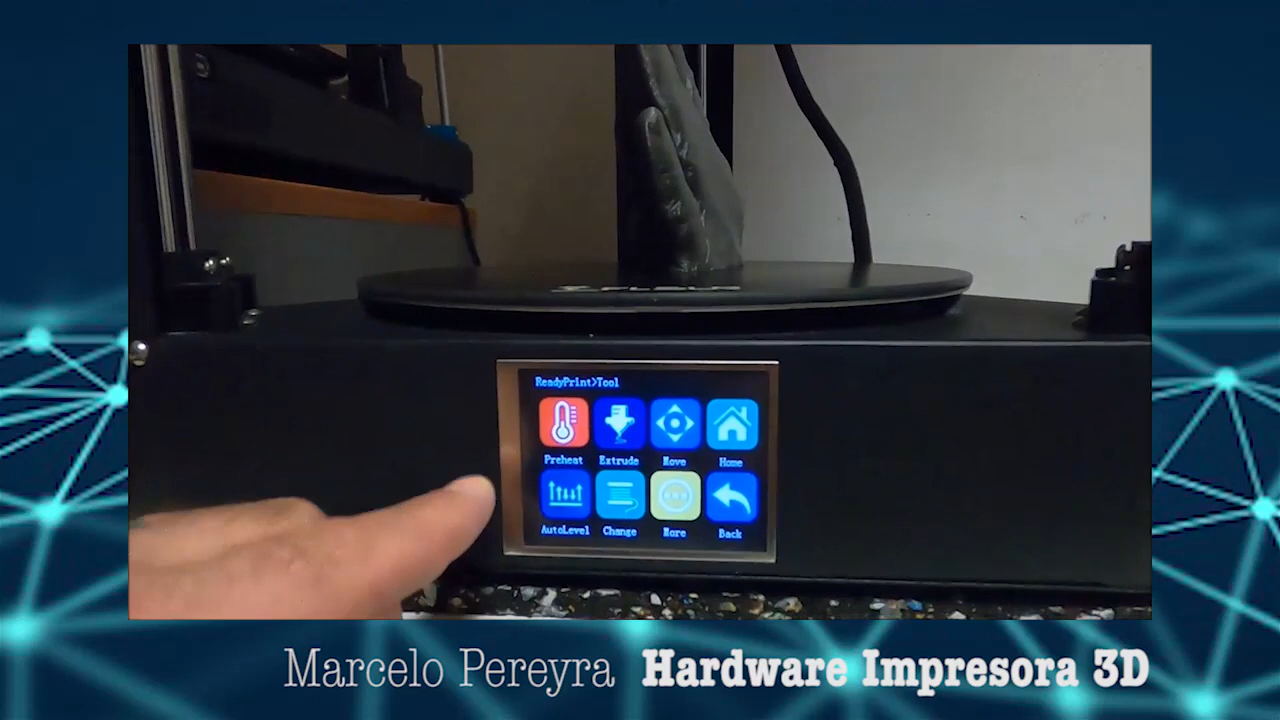 ReadyPrint>Tool
Preheat Extrude Move Home
AutoLevel Change More Back
Marcelo Pereyra Hardware Impresora 3D